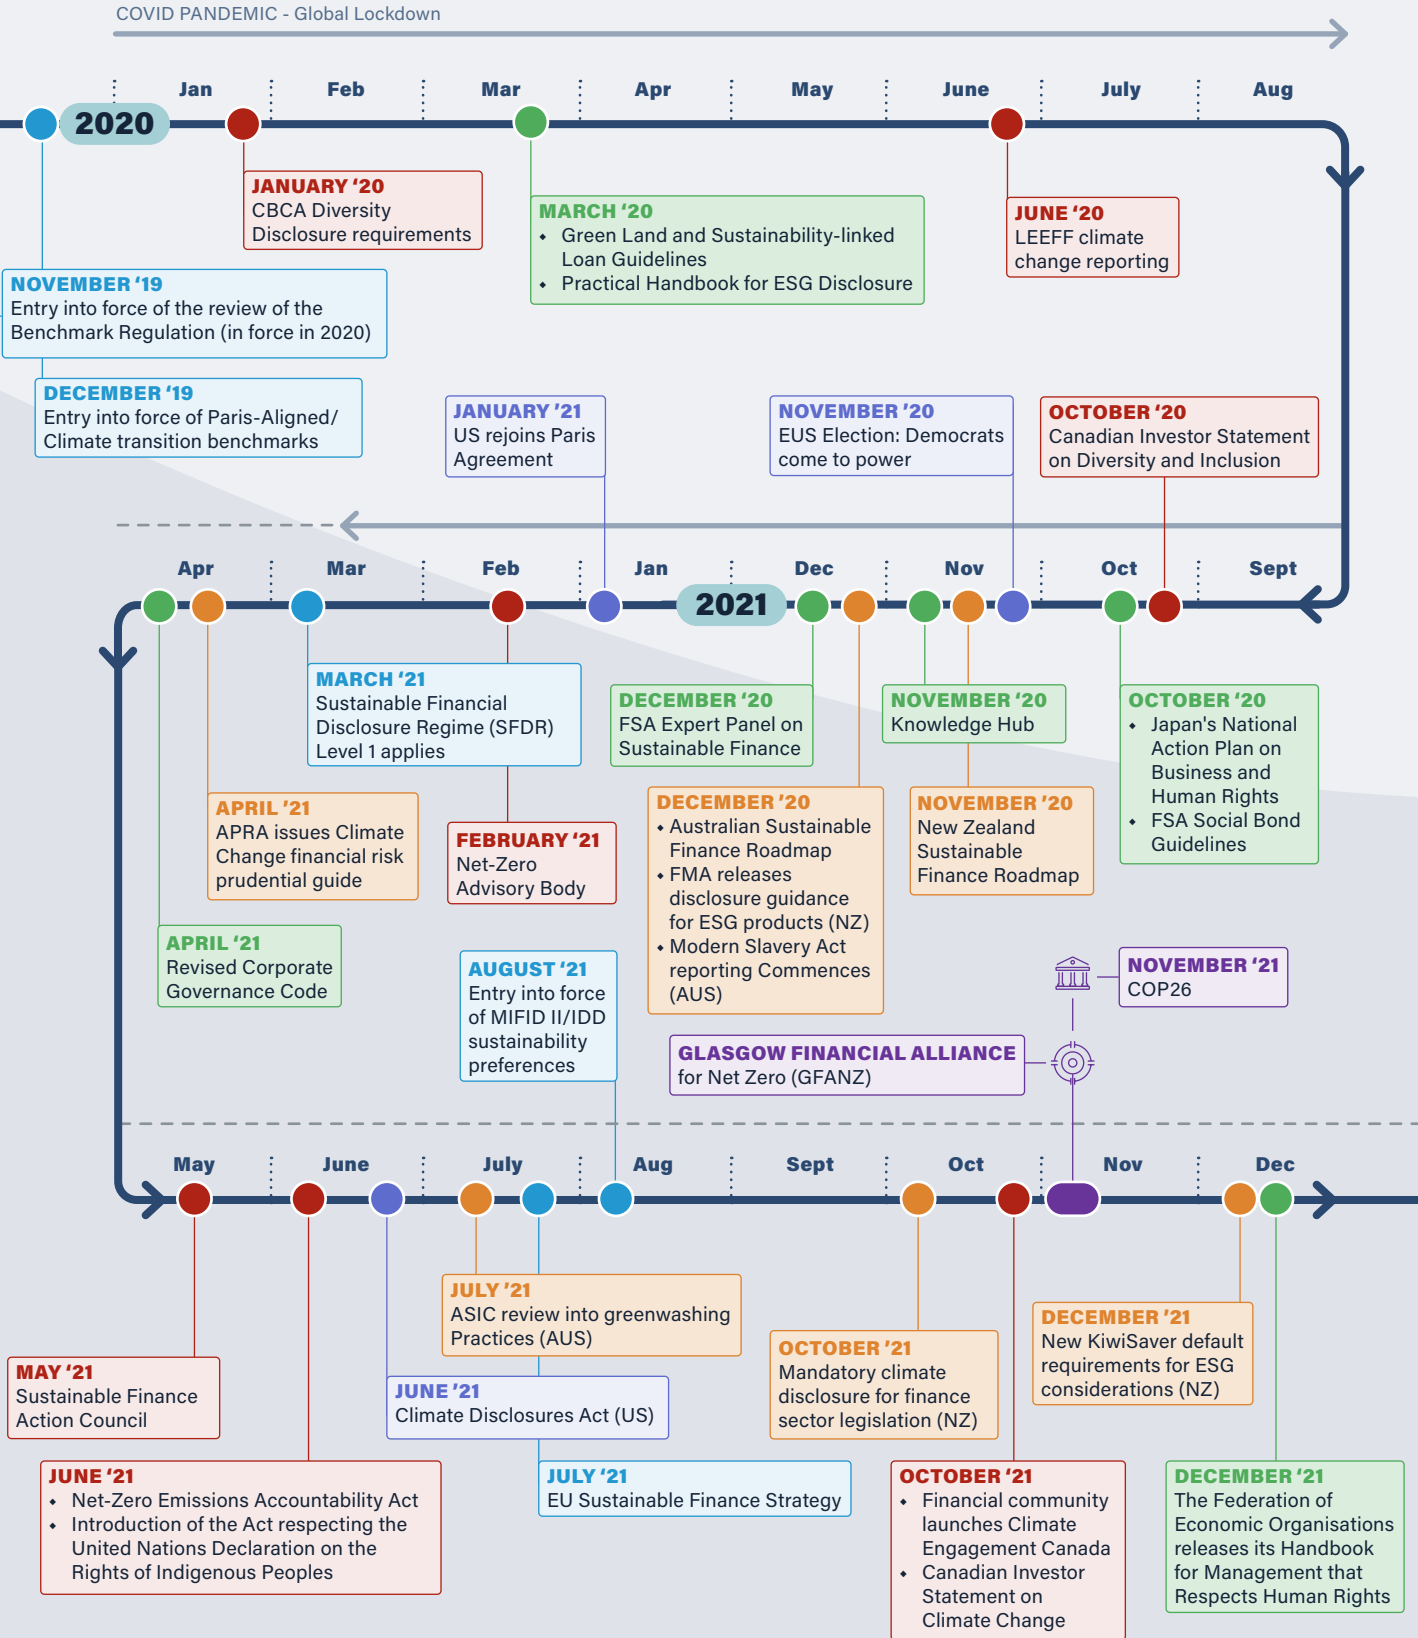 COVID PANDEMIC - Global Lockdown
Jan
Feb
Mar
Apr
May
June
July
Aug
2020
JANUARY ‘20
CBCA Diversity
Disclosure requirements
MARCH ‘20
• Green Land and Sustainability-linked
Loan Guidelines
• Practical Handbook for ESG Disclosure
JUNE ‘20
LEEFF climate
change reporting
NOVEMBER ‘19
Entry into force of the review of the
Benchmark Regulation (in force in 2020)
DECEMBER ‘19
Entry into force of Paris-Aligned/
Climate transition benchmarks
JANUARY ‘21
US rejoins Paris
Agreement
NOVEMBER ‘20
EUS Election: Democrats
come to power
OCTOBER ‘20
Canadian Investor Statement
on Diversity and Inclusion
Apr
Mar
Feb
Jan
Dec
Nov
Oct
Sept
2021
MARCH ‘21
Sustainable Financial
Disclosure Regime (SFDR)
Level 1 applies
DECEMBER ‘20
FSA Expert Panel on
Sustainable Finance
NOVEMBER ‘20
Knowledge Hub
OCTOBER ‘20
• Japan's National
Action Plan on
Business and
Human Rights
• FSA Social Bond
Guidelines
APRIL ’21
APRA issues Climate
Change financial risk
prudential guide
FEBRUARY ‘21
Net-Zero
Advisory Body
DECEMBER ’20
• Australian Sustainable
Finance Roadmap
• FMA releases
disclosure guidance
for ESG products (NZ)
• Modern Slavery Act
reporting Commences
(AUS)
NOVEMBER ’20
New Zealand
Sustainable
Finance Roadmap
APRIL ‘21
Revised Corporate
Governance Code
AUGUST ‘21
Entry into force
of MIFID II/IDD
sustainability
preferences
NOVEMBER ‘21
COP26
GLASGOW FINANCIAL ALLIANCE
for Net Zero (GFANZ)
May
June
July
Aug
Sept
Oct
Nov
Dec
JULY ’21
ASIC review into greenwashing
Practices (AUS)
MAY ‘21
Sustainable Finance
Action Council
JUNE ‘21
Climate Disclosures Act (US)
OCTOBER ’21
Mandatory climate
disclosure for finance
sector legislation (NZ)
DECEMBER ’21
New KiwiSaver default
requirements for ESG
considerations (NZ)
JUNE ‘21
• Net-Zero Emissions Accountability Act
• Introduction of the Act respecting the
United Nations Declaration on the
Rights of Indigenous Peoples
JULY ‘21
EU Sustainable Finance Strategy
OCTOBER ‘21
• Financial community
launches Climate
Engagement Canada
• Canadian Investor
Statement on
Climate Change
DECEMBER ‘21
The Federation of
Economic Organisations
releases its Handbook
for Management that
Respects Human Rights